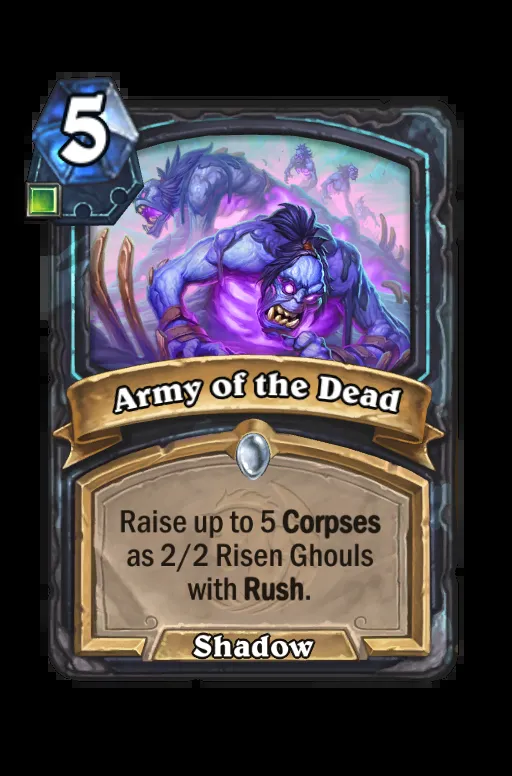 5
Army of the Dead
Raise up to 5 Corpses
as 2/2 Risen Ghouls
with Rush.
Shadow